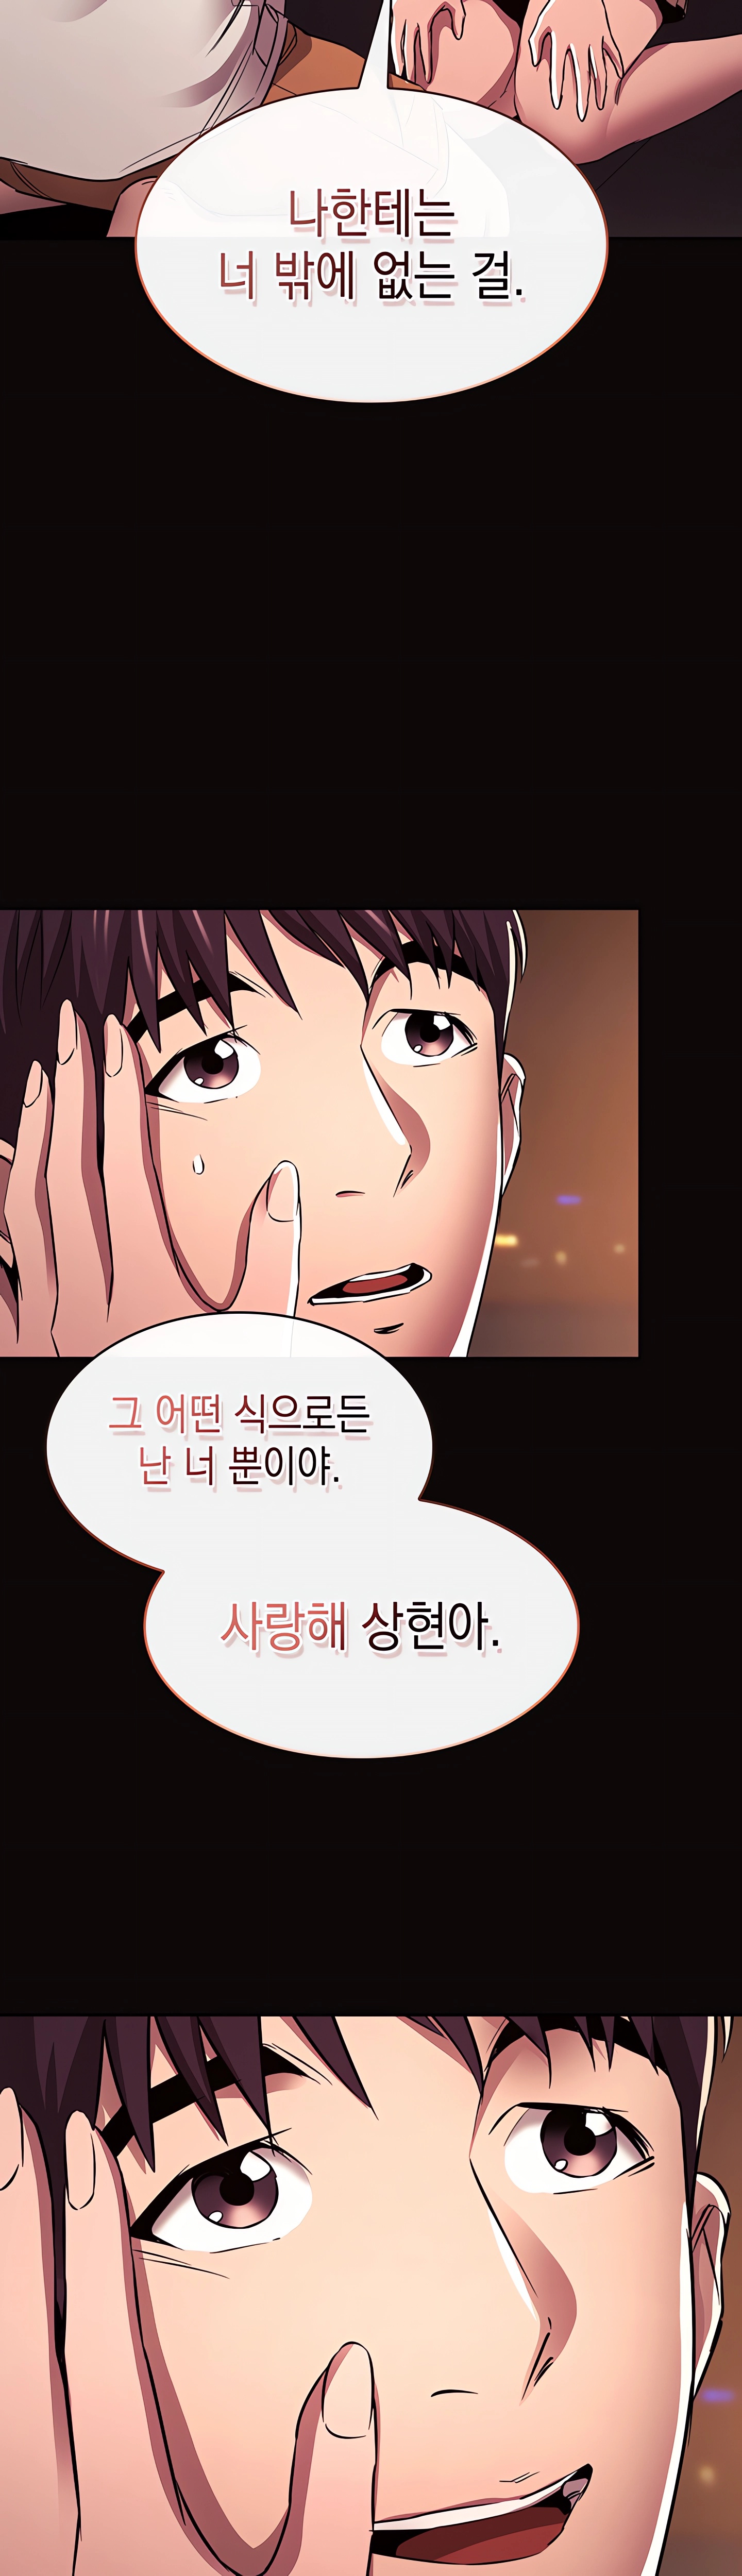 나한테는
너 밖에 없는 걸.
그 어떤 식으로든
난 너 뿐이야.
사랑해 상현아.